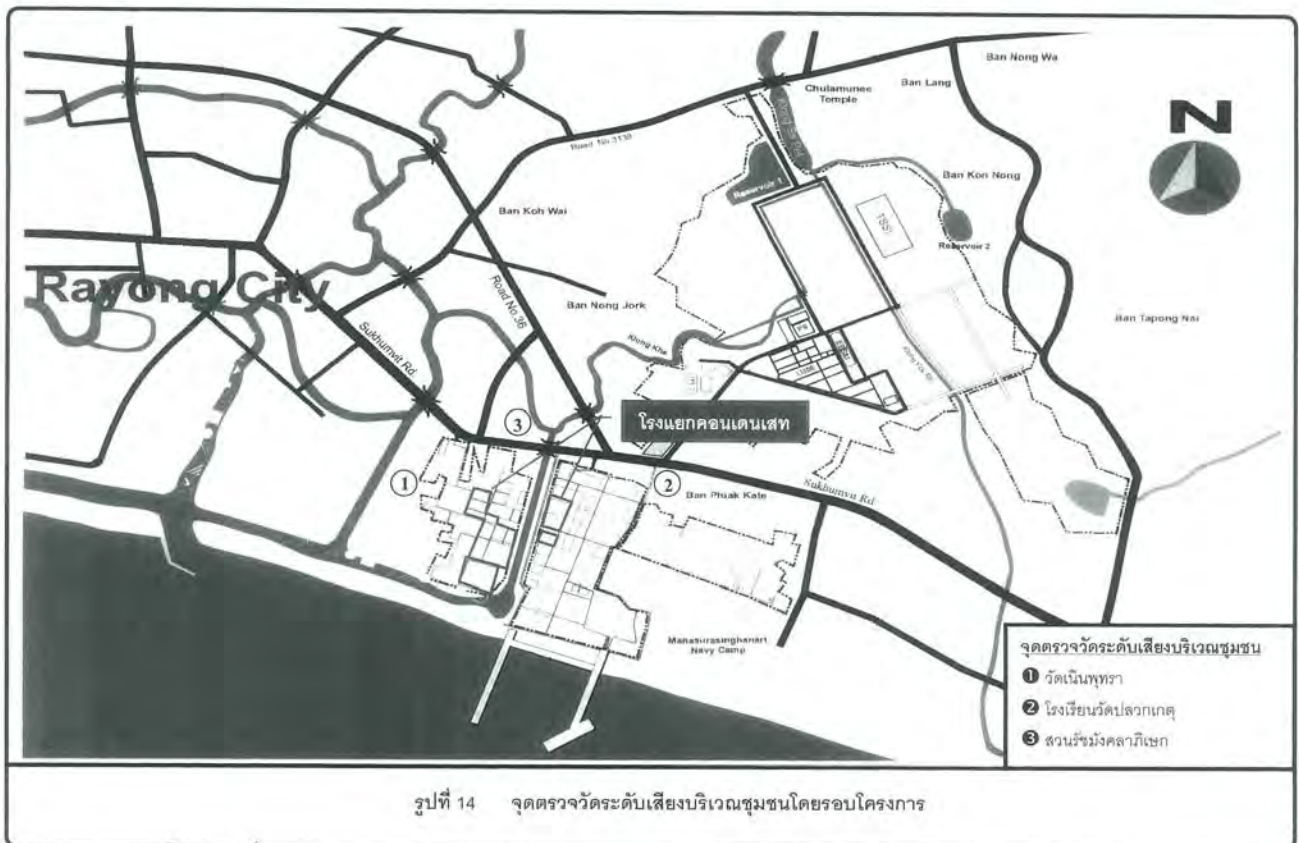 Ban Nong Wa
Ban Lang
Chulamunee
Temple
N
Road No.3139
Reservoir 1
Ban Kon Nong
TSSI
Ban Koh Wai
Reservoir 2
Rayong City
Road No.36
Ban Nong Jork
Ban Tapong Nai
Sukhumvit Rd.
Klong Kha
โรงแยกคอนเดนเสท
3
1
2
Ban Phuak Kate
Sukhumvit Rd
Mahasurasinghanart
Navy Camp
จุดตรวจวัดระดับเสียงบริเวณชุมชน
❶ วัดเนินพุทรา
❷ โรงเรียนวัดปลวกเกตุ
❸ สวนรัชมังคลาภิเษก
รูปที่ 14 จุดตรวจวัดระดับเสียงบริเวณชุมชนโดยรอบโครงการ